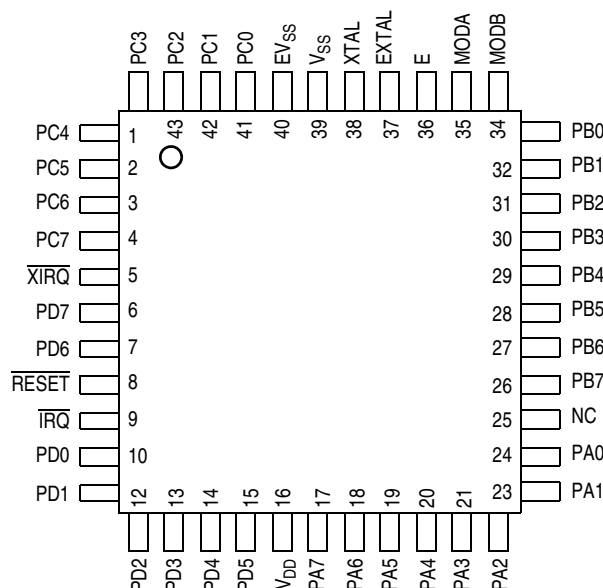 PC3 PC2 PC1 PC0 EVSS VSS XTAL EXTAL E MODA MODB
43 42 41 40 39 38 37 36 35 34
PC4 1 PB0
PC5 2 32 PB1
PC6 3 31 PB2
PC7 4 30 PB3
XIRQ 5 29 PB4
PD7 6 28 PB5
PD6 7 27 PB6
RESET 8 26 PB7
IRQ 9 25 NC
PD0 10 24 PA0
PD1 23 PA1
12 13 14 15 16 17 18 19 20 21
PD2 PD3 PD4 PD5 VDD PA7 PA6 PA5 PA4 PA3 PA2